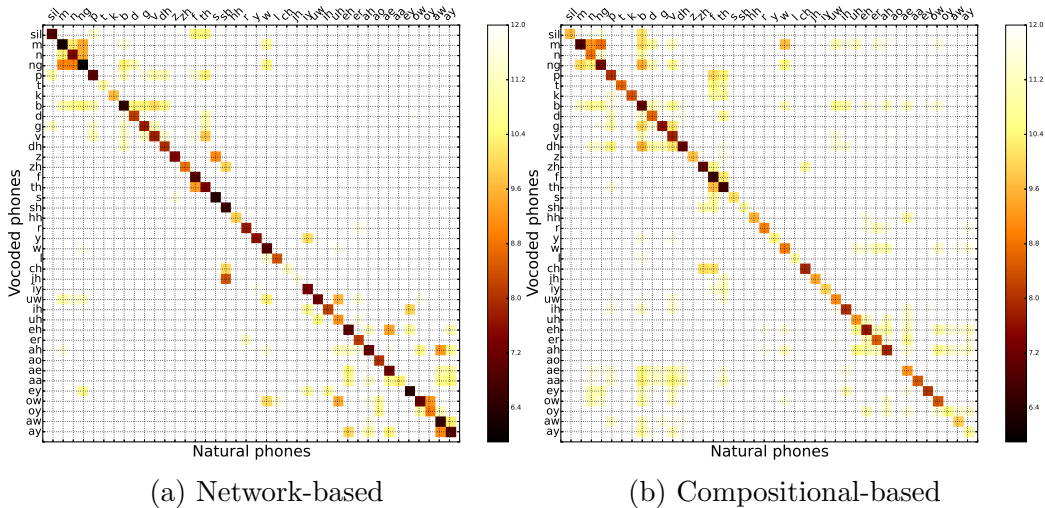 sil m n ng p t k b d g v dh z zh f th s sh hh r y w l ch jh iy uw ih uh eh er ah ao ae aa ey ow oy aw ay
sil m n ng p t k b d g v dh z zh f th s sh hh r y w l ch jh iy uw ih uh eh er ah ao ae aa ey ow oy aw ay
12.0
11.2
10.4
9.6
8.8
8.0
7.2
6.4
12.0
11.2
10.4
9.6
8.8
8.0
7.2
6.4
sil
m
n
ng
p
t
k
b
d
g
v
dh
z
zh
f
th
s
sh
hh
r
y
w
l
ch
jh
iy
uw
ih
uh
eh
er
ah
ao
ae
aa
ey
ow
oy
aw
ay
sil
m
n
ng
p
t
k
b
d
g
v
dh
z
zh
f
th
s
sh
hh
r
y
w
l
ch
jh
iy
uw
ih
uh
eh
er
ah
ao
ae
aa
ey
ow
oy
aw
ay
Vocoded phones
Vocoded phones
Natural phones
Natural phones
(a) Network-based
(b) Compositional-based